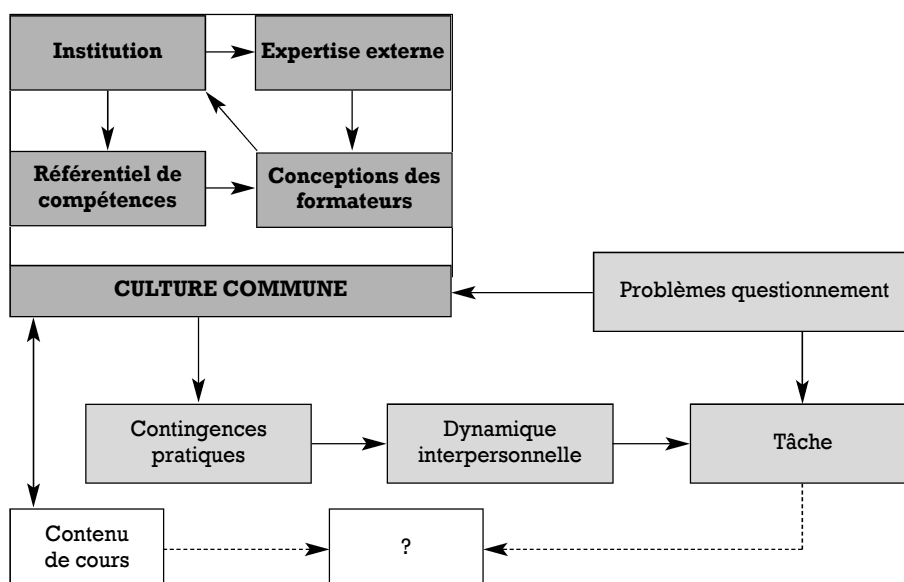 Institution
Expertise externe
Référentiel de
compétences
Conceptions des
formateurs
CULTURE COMMUNE
Problèmes questionnement
Contingences
pratiques
Dynamique
interpersonnelle
Tâche
Contenu
de cours
?